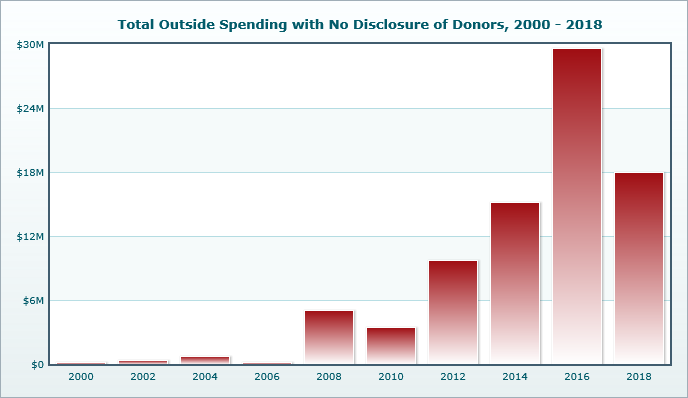 Total Outside Spending with No Disclosure of Donors, 2000 - 2018
$30M
$24M
$18M
$12M
$6M
$0
2000 2002 2004 2006 2008 2010 2012 2014 2016 2018